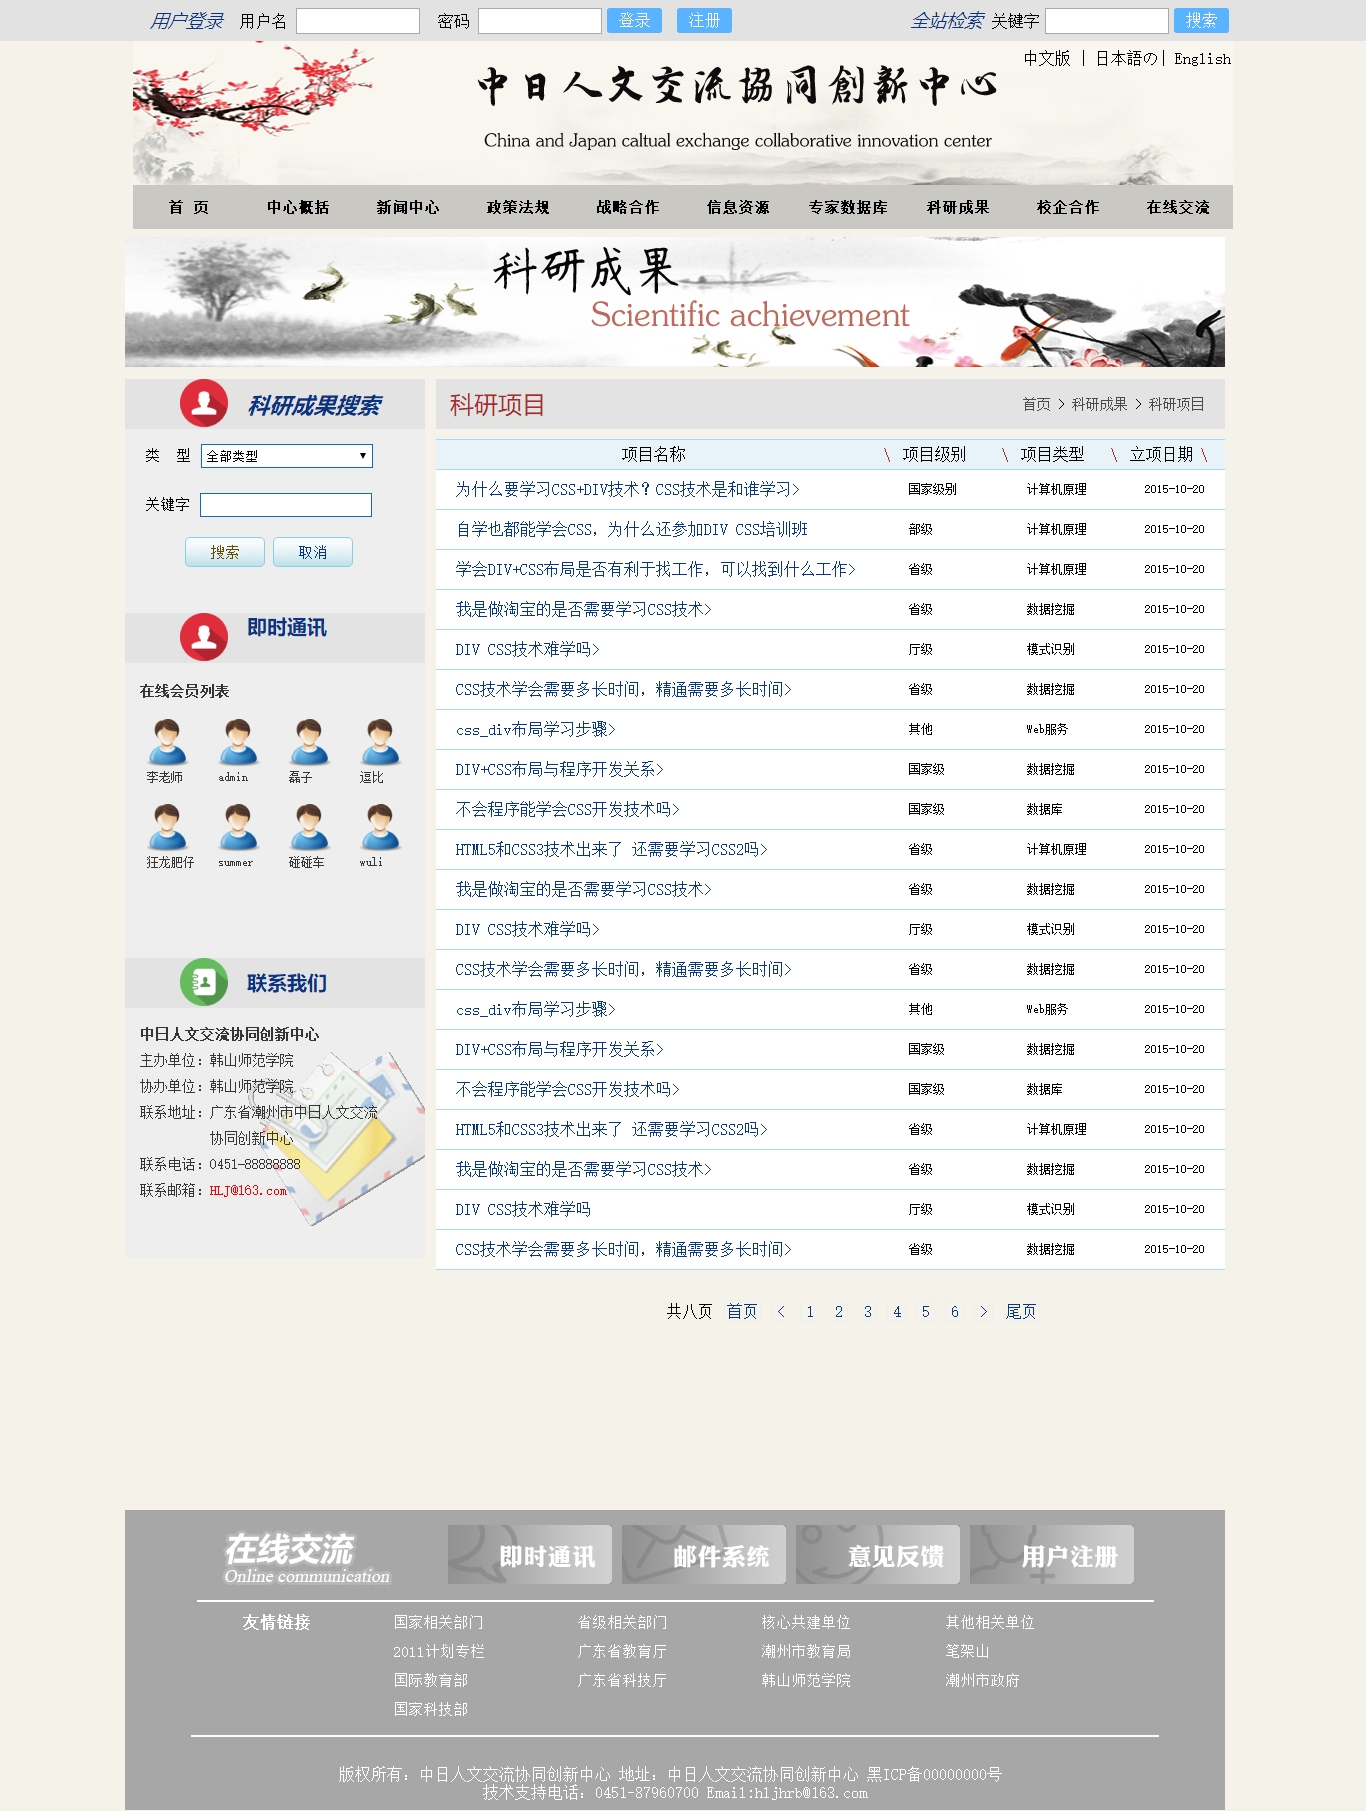 用户登录 用户名 密码 登录 注册 全站检索 关键字 搜索
中文版 | 日本語の| English
中日人文交流協同創新中心
China and Japan caltual exchange collaborative innovation center
首 页 中心概括 新闻中心 政策法规 战略合作 信息资源 专家数据库 科研成果 校企合作 在线交流
科研成果
Scientific achievement
科研成果搜索
类 型 全部类型
关键字
搜索 取消
即时通讯
在线会员列表
李老师 admin 磊子 逗比
狂龙肥仔 summer 碰碰车 wuli
联系我们
中日人文交流协同创新中心
主办单位：韩山师范学院
协办单位：韩山师范学院
联系地址：广东省潮州市中日人文交流
协同创新中心
联系电话：0451-88888888
联系邮箱：HLJ@163.com
科研项目 首页 > 科研成果 > 科研项目
项目名称 \ 项目级别 \ 项目类型 \ 立项日期 \
为什么要学习CSS+DIV技术？CSS技术是和谁学习> 国家级别 计算机原理 2015-10-20
自学也都能学会CSS，为什么还参加DIV CSS培训班 部级 计算机原理 2015-10-20
学会DIV+CSS布局是否有利于找工作，可以找到什么工作> 省级 计算机原理 2015-10-20
我是做淘宝的是否需要学习CSS技术> 省级 数据挖掘 2015-10-20
DIV CSS技术难学吗> 厅级 模式识别 2015-10-20
CSS技术学会需要多长时间，精通需要多长时间> 省级 数据挖掘 2015-10-20
css_div布局学习步骤> 其他 Web服务 2015-10-20
DIV+CSS布局与程序开发关系> 国家级 数据挖掘 2015-10-20
不会程序能学会CSS开发技术吗> 国家级 数据库 2015-10-20
HTML5和CSS3技术出来了 还需要学习CSS2吗> 省级 计算机原理 2015-10-20
我是做淘宝的是否需要学习CSS技术> 省级 数据挖掘 2015-10-20
DIV CSS技术难学吗> 厅级 模式识别 2015-10-20
CSS技术学会需要多长时间，精通需要多长时间> 省级 数据挖掘 2015-10-20
css_div布局学习步骤> 其他 Web服务 2015-10-20
DIV+CSS布局与程序开发关系> 国家级 数据挖掘 2015-10-20
不会程序能学会CSS开发技术吗> 国家级 数据库 2015-10-20
HTML5和CSS3技术出来了 还需要学习CSS2吗> 省级 计算机原理 2015-10-20
我是做淘宝的是否需要学习CSS技术> 省级 数据挖掘 2015-10-20
DIV CSS技术难学吗 厅级 模式识别 2015-10-20
CSS技术学会需要多长时间，精通需要多长时间> 省级 数据挖掘 2015-10-20
共八页 首页 < 1 2 3 4 5 6 > 尾页
在线交流 即时通讯 邮件系统 意见反馈 用户注册
Online communication
友情链接 国家相关部门 省级相关部门 核心共建单位 其他相关单位
2011计划专栏 广东省教育厅 潮州市教育局 笔架山
国际教育部 广东省科技厅 韩山师范学院 潮州市政府
国家科技部
版权所有：中日人文交流协同创新中心 地址：中日人文交流协同创新中心 黑ICP备00000000号
技术支持电话：0451-87960700 Email:hljhrb@163.com